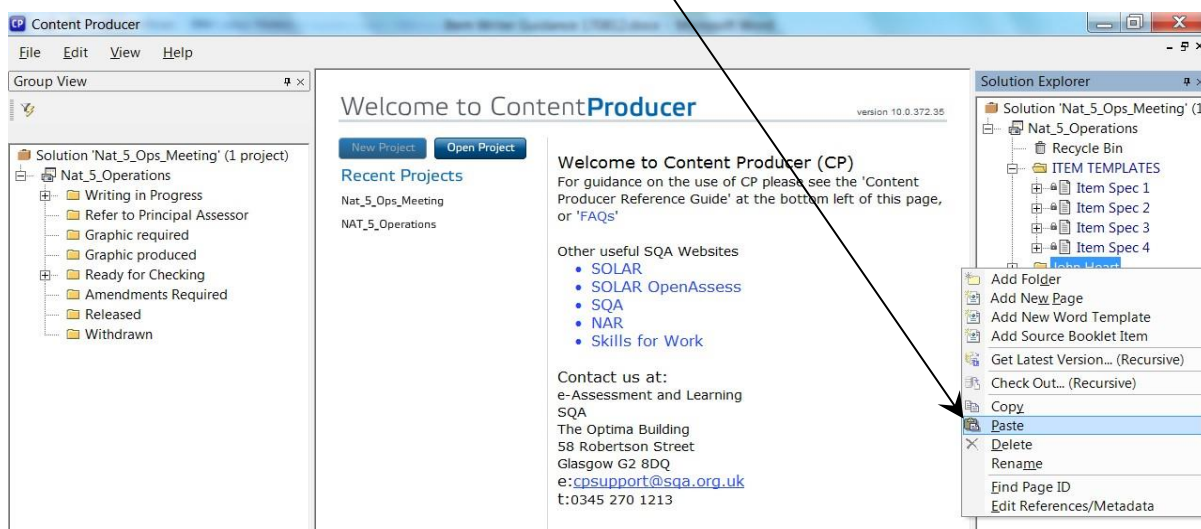 Content Producer
File Edit View Help
Group View
Solution 'Nat_5_Ops_Meeting' (1 project)
Nat_5_Operations
Writing in Progress
Refer to Principal Assessor
Graphic required
Graphic produced
Ready for Checking
Amendments Required
Released
Withdrawn
Welcome to ContentProducer
version 10.0.372.35
New Project Open Project
Recent Projects
Nat_5_Ops_Meeting
NAT_5_Operations
Welcome to Content Producer (CP)
For guidance on the use of CP please see the 'Content
Producer Reference Guide' at the bottom left of this page,
or 'FAQs'
Other useful SQA Websites
• SOLAR
• SOLAR OpenAssess
• SQA
• NAR
• Skills for Work
Contact us at:
e-Assessment and Learning
SQA
The Optima Building
58 Robertson Street
Glasgow G2 8DQ
e:cpsupport@sqa.org.uk
t:0345 270 1213
Solution Explorer
Solution 'Nat_5_Ops_Meeting' (1
Nat_5_Operations
Recycle Bin
ITEM TEMPLATES
Item Spec 1
Item Spec 2
Item Spec 3
Item Spec 4
John Heart
Add Folder
Add New Page
Add New Word Template
Add Source Booklet Item
Get Latest Version... (Recursive)
Check Out... (Recursive)
Copy
Paste
Delete
Rename
Find Page ID
Edit References/Metadata